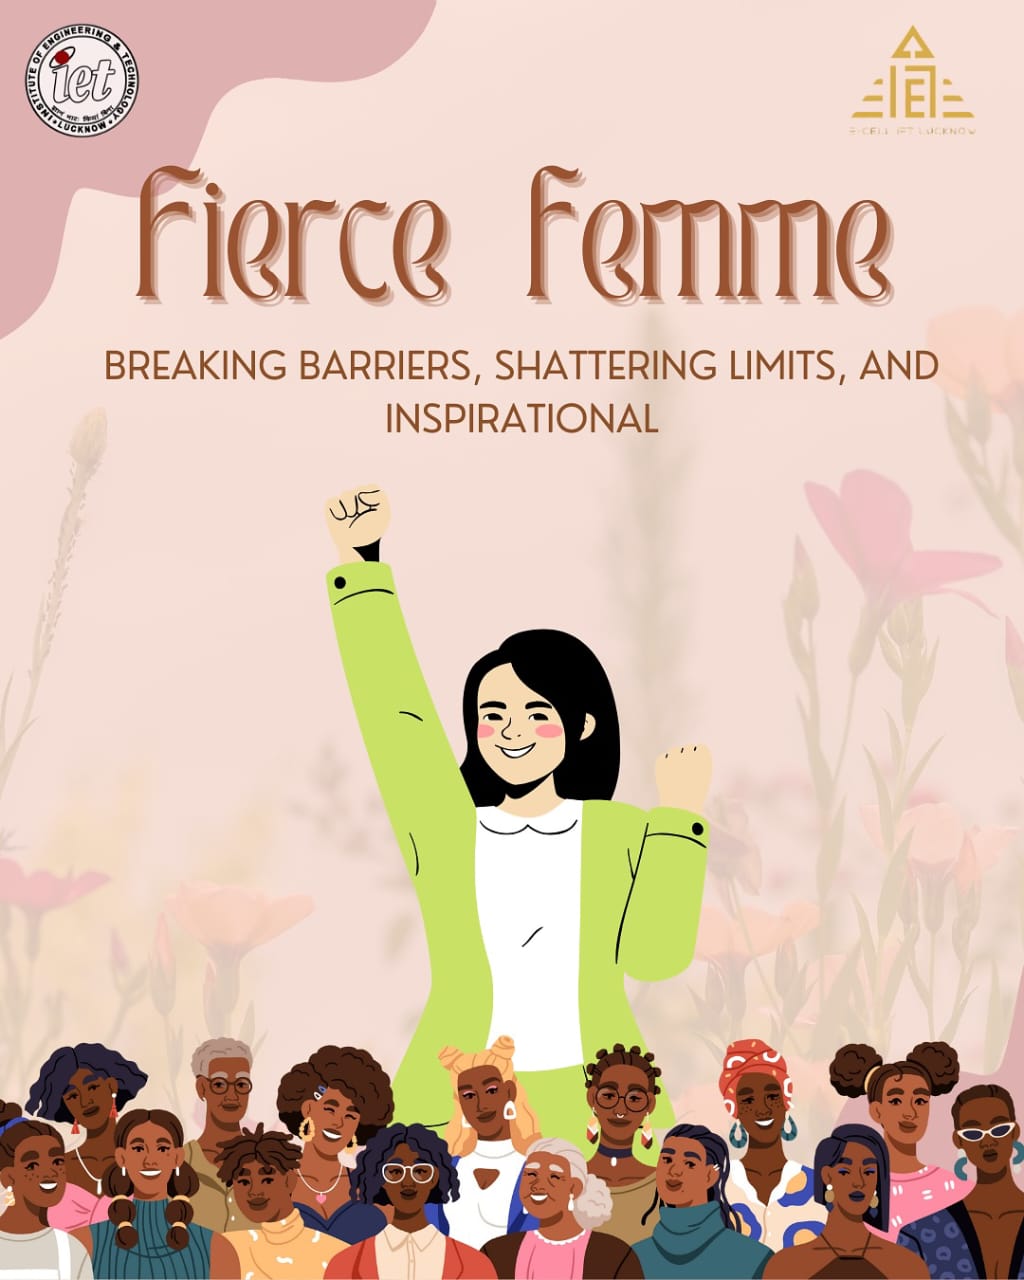 INSTITUTE OF ENGINEERING & TECHNOLOGY
iet
LUCKNOW
E-CELL IET LUCKNOW
Fierce Femme
BREAKING BARRIERS, SHATTERING LIMITS, AND
INSPIRATIONAL